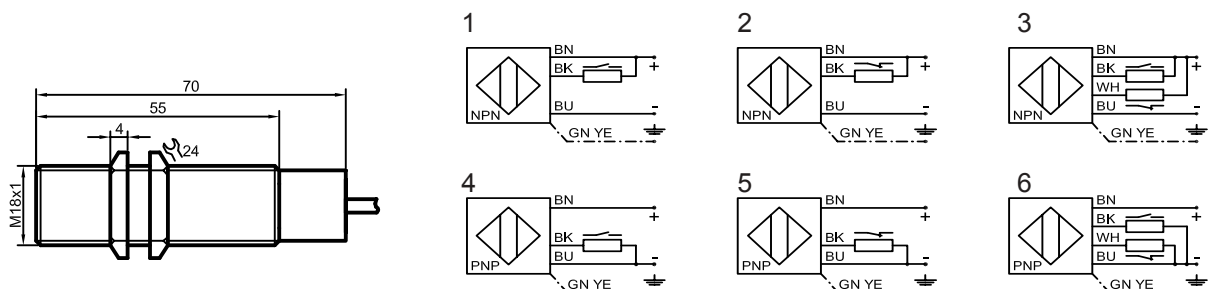 70
55
4
24
M18x1
1
BN
BK
BU
NPN
GN YE
+
-
2
BN
BK
BU
NPN
GN YE
+
-
3
BN
BK
WH
BU
NPN
GN YE
+
-
4
BN
BK
BU
PNP
GN YE
+
-
5
BN
BK
BU
PNP
GN YE
+
-
6
BN
BK
WH
BU
PNP
GN YE
+
-